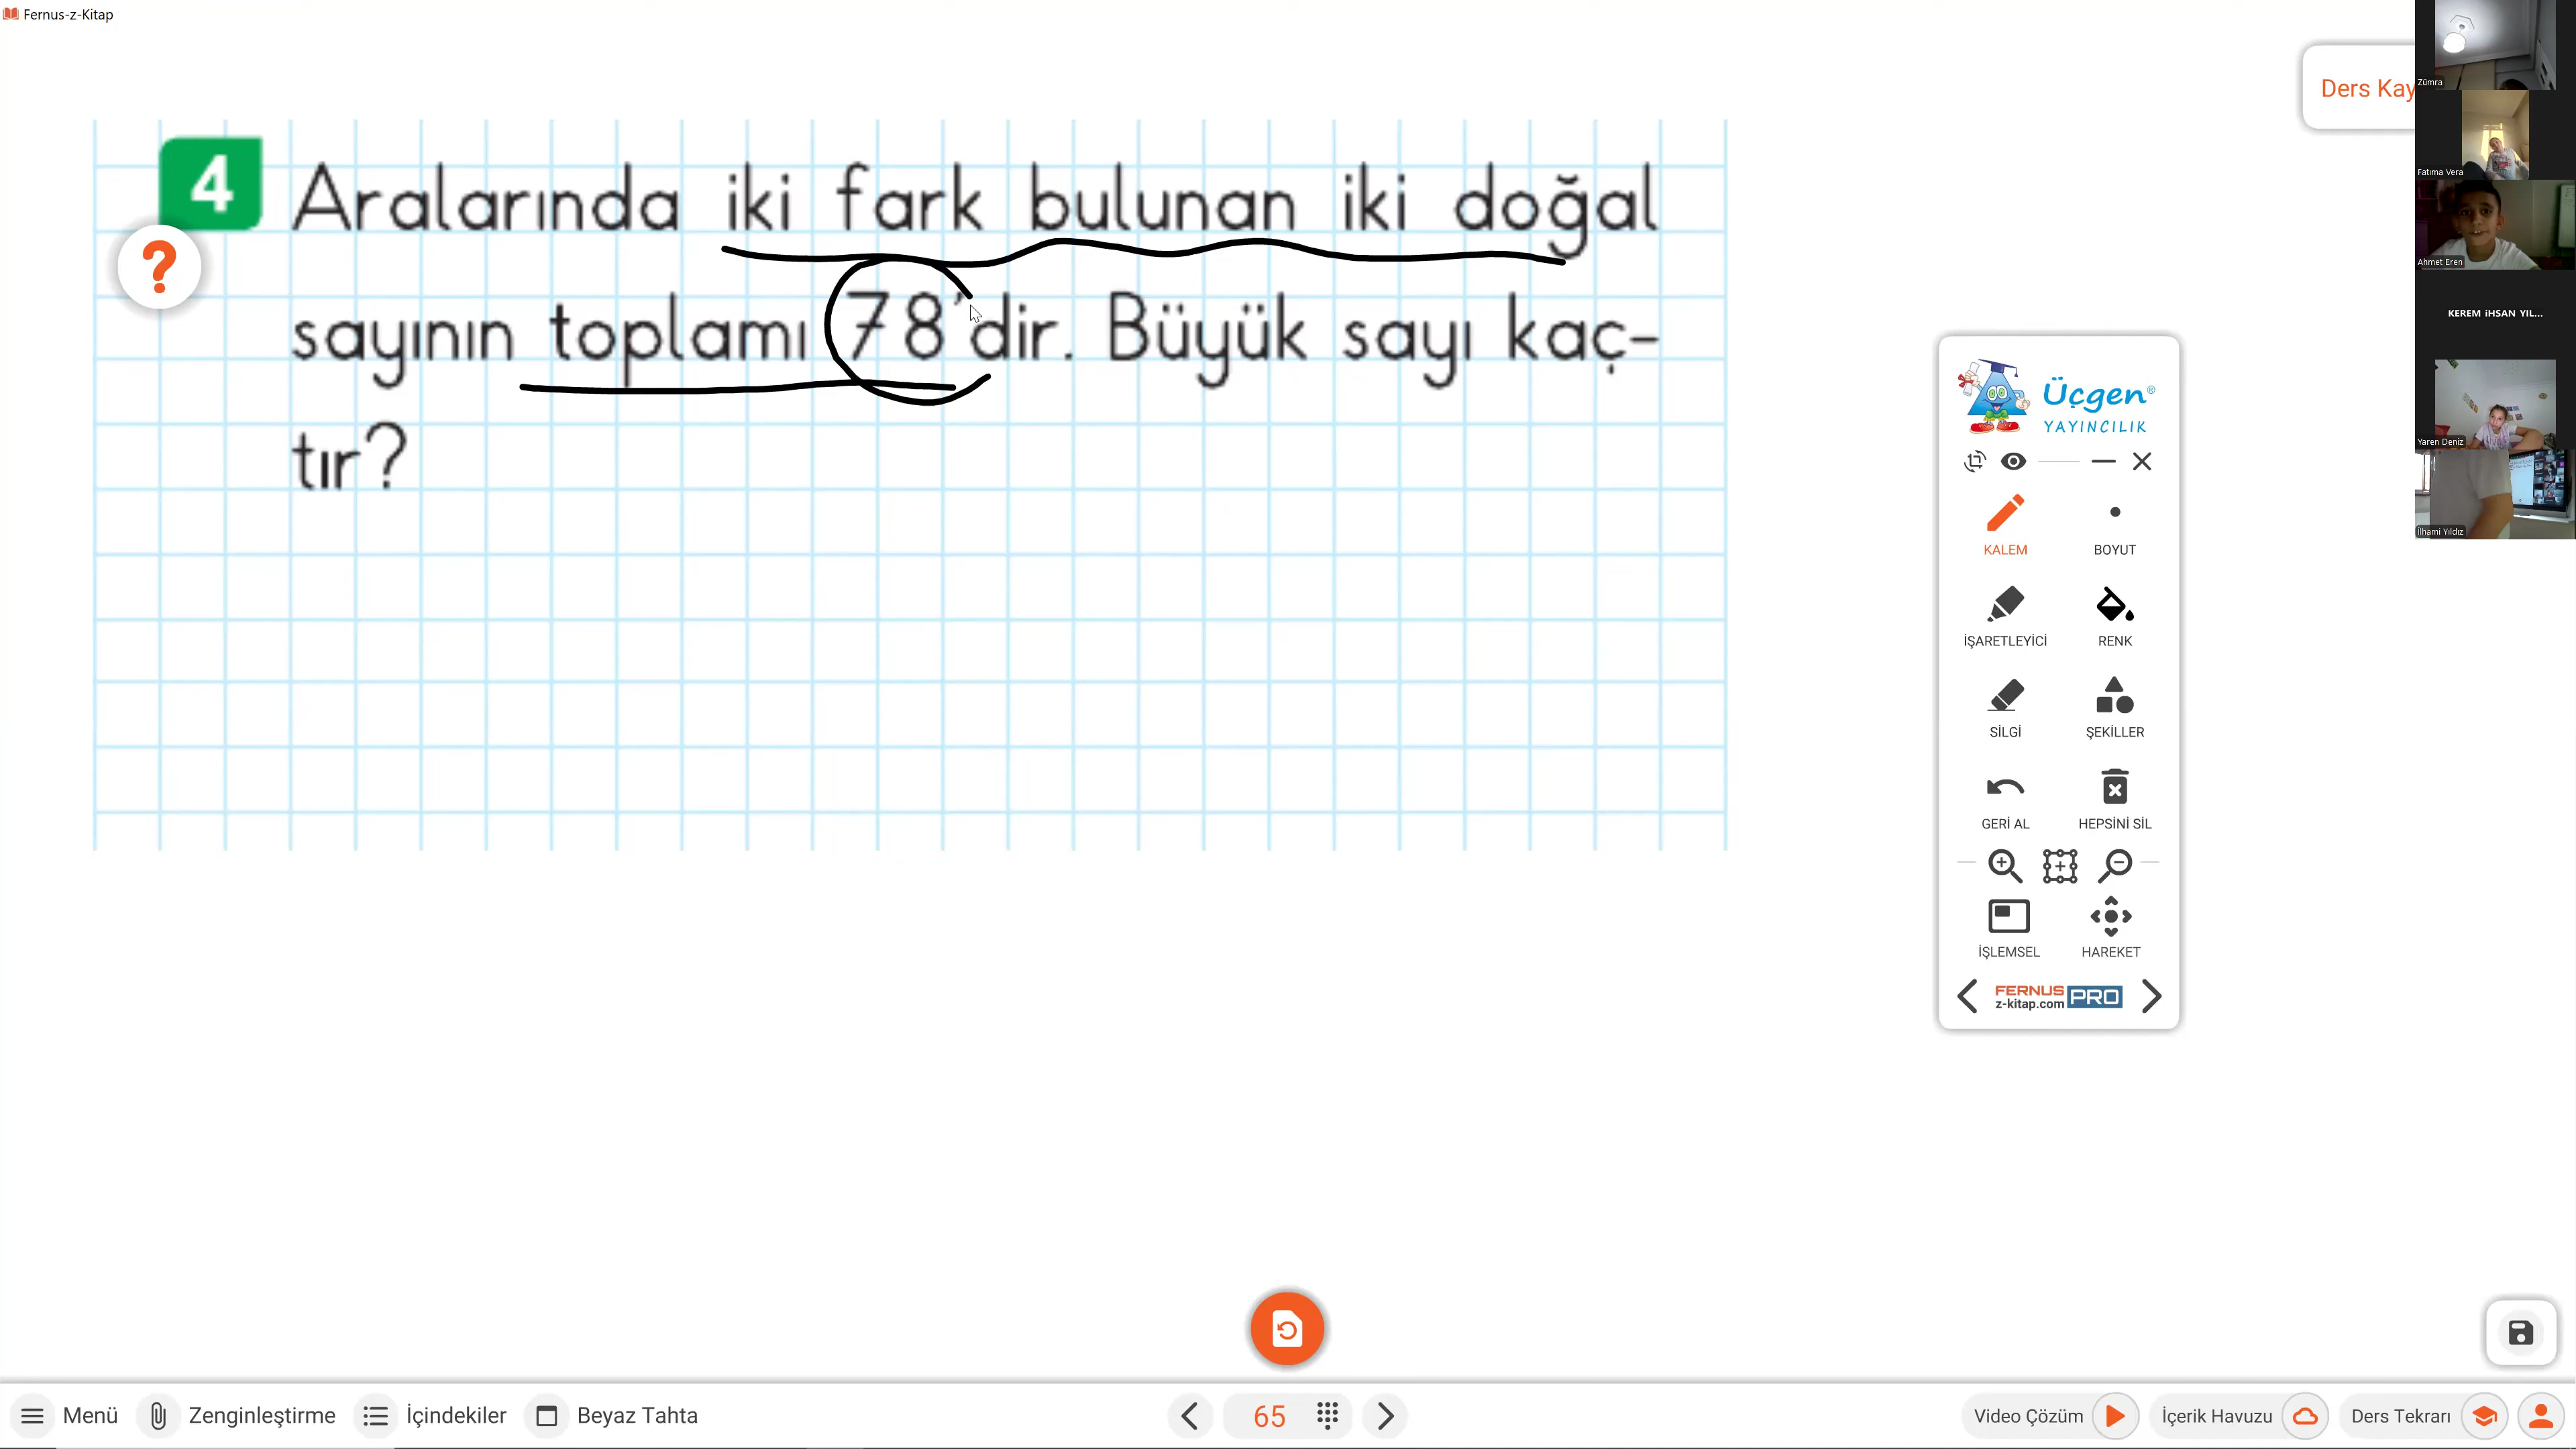 Fernus-z-Kitap
Ders Kay
4 Aralarında iki fark bulunan iki doğal
sayının toplamı 78'dir. Büyük sayı kaç-
tır?
?
Zümra
Fatıma Vera
Ahmet Eren
KEREM iHSAN YIL...
Yaren Deniz
İlhami Yıldız
Üçgen®
YAYINCILIK
KALEM
BOYUT
İŞARETLEYİCİ
RENK
SİLGİ
ŞEKİLLER
GERİ AL
HEPSİNİ SİL
İŞLEMSEL
HAREKET
FERNUS
z-kitap.com PRO
Menü
Zenginleştirme
İçindekiler
Beyaz Tahta
65
Video Çözüm
İçerik Havuzu
Ders Tekrarı